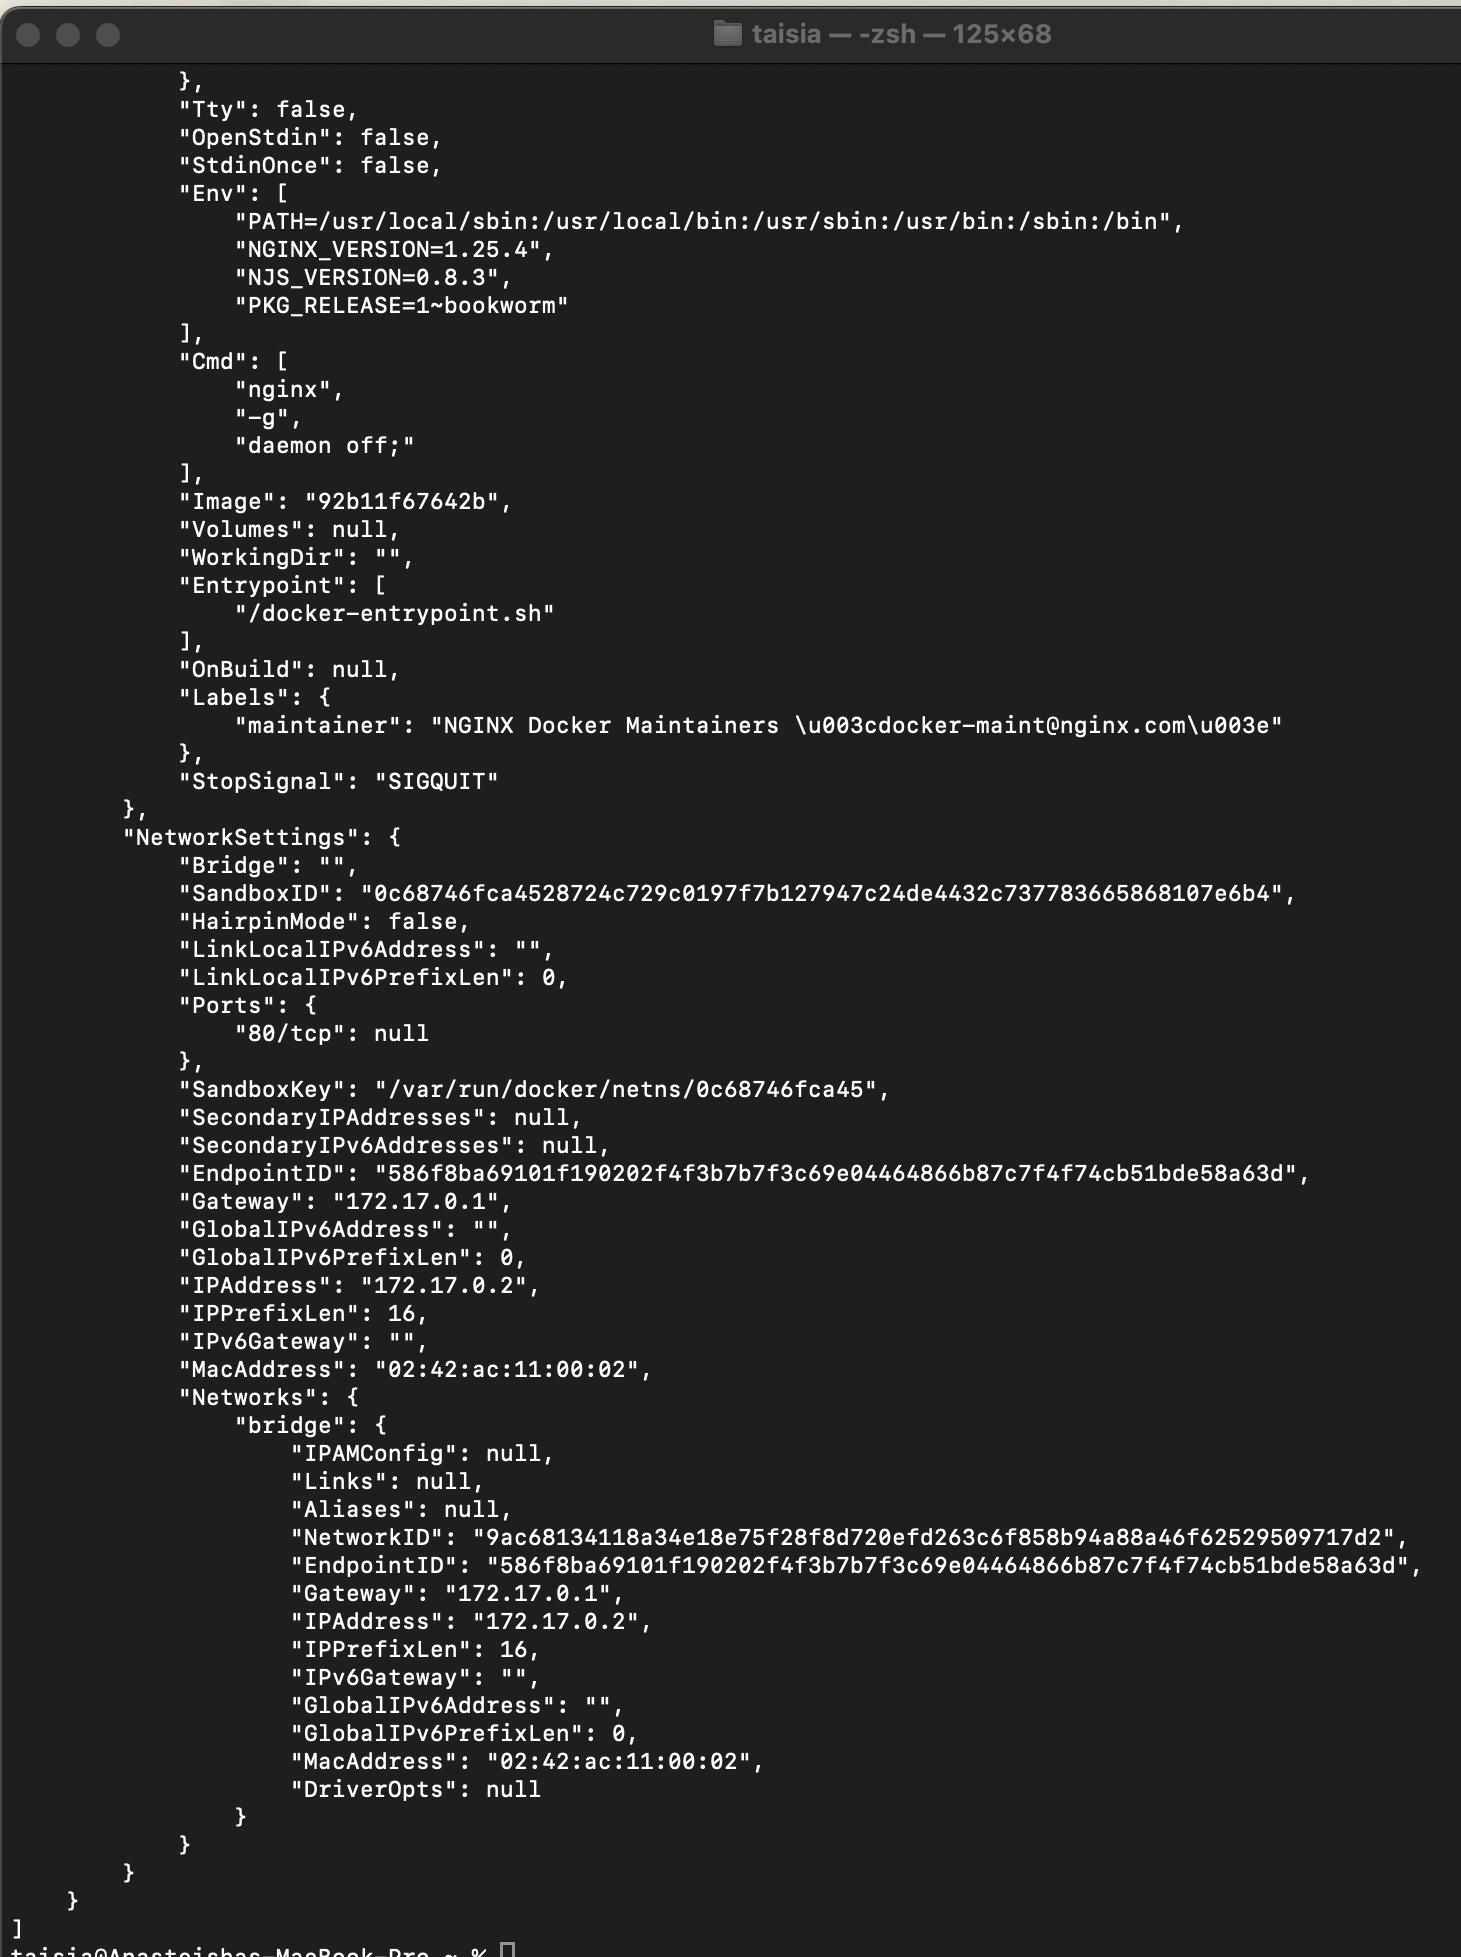 taisia — -zsh — 125×68
},
"Tty": false,
"OpenStdin": false,
"StdinOnce": false,
"Env": [
"PATH=/usr/local/sbin:/usr/local/bin:/usr/sbin:/usr/bin:/sbin:/bin",
"NGINX_VERSION=1.25.4",
"NJS_VERSION=0.8.3",
"PKG_RELEASE=1~bookworm"
],
"Cmd": [
"nginx",
"-g",
"daemon off;"
],
"Image": "92b11f67642b",
"Volumes": null,
"WorkingDir": "",
"Entrypoint": [
"/docker-entrypoint.sh"
],
"OnBuild": null,
"Labels": {
"maintainer": "NGINX Docker Maintainers \u003cdocker-maint@nginx.com\u003e"
},
"StopSignal": "SIGQUIT"
},
"NetworkSettings": {
"Bridge": "",
"SandboxID": "0c68746fca4528724c729c0197f7b127947c24de4432c737783665868107e6b4",
"HairpinMode": false,
"LinkLocalIPv6Address": "",
"LinkLocalIPv6PrefixLen": 0,
"Ports": {
"80/tcp": null
},
"SandboxKey": "/var/run/docker/netns/0c68746fca45",
"SecondaryIPAddresses": null,
"SecondaryIPv6Addresses": null,
"EndpointID": "586f8ba69101f190202f4f3b7b7f3c69e04464866b87c7f4f74cb51bde58a63d",
"Gateway": "172.17.0.1",
"GlobalIPv6Address": "",
"GlobalIPv6PrefixLen": 0,
"IPAddress": "172.17.0.2",
"IPPrefixLen": 16,
"IPv6Gateway": "",
"MacAddress": "02:42:ac:11:00:02",
"Networks": {
"bridge": {
"IPAMConfig": null,
"Links": null,
"Aliases": null,
"NetworkID": "9ac68134118a34e18e75f28f8d720efd263c6f858b94a88a46f62529509717d2",
"EndpointID": "586f8ba69101f190202f4f3b7b7f3c69e04464866b87c7f4f74cb51bde58a63d",
"Gateway": "172.17.0.1",
"IPAddress": "172.17.0.2",
"IPPrefixLen": 16,
"IPv6Gateway": "",
"GlobalIPv6Address": "",
"GlobalIPv6PrefixLen": 0,
"MacAddress": "02:42:ac:11:00:02",
"DriverOpts": null
}
}
}
}
]
taisia@Anastasishas-MacBook-Pro ~ %